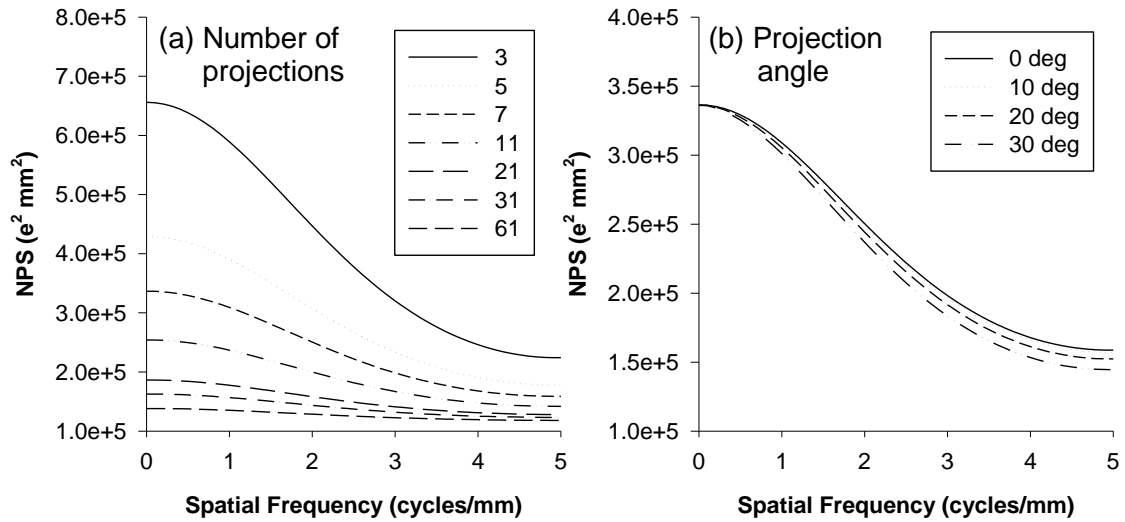 (a) Number of
projections
3
5
7
11
21
31
61
8.0e+5
7.0e+5
6.0e+5
5.0e+5
4.0e+5
3.0e+5
2.0e+5
1.0e+5
NPS (e² mm²)
0 1 2 3 4 5
Spatial Frequency (cycles/mm)
(b) Projection
angle
0 deg
10 deg
20 deg
30 deg
4.0e+5
3.5e+5
3.0e+5
2.5e+5
2.0e+5
1.5e+5
1.0e+5
NPS (e² mm²)
0 1 2 3 4 5
Spatial Frequency (cycles/mm)